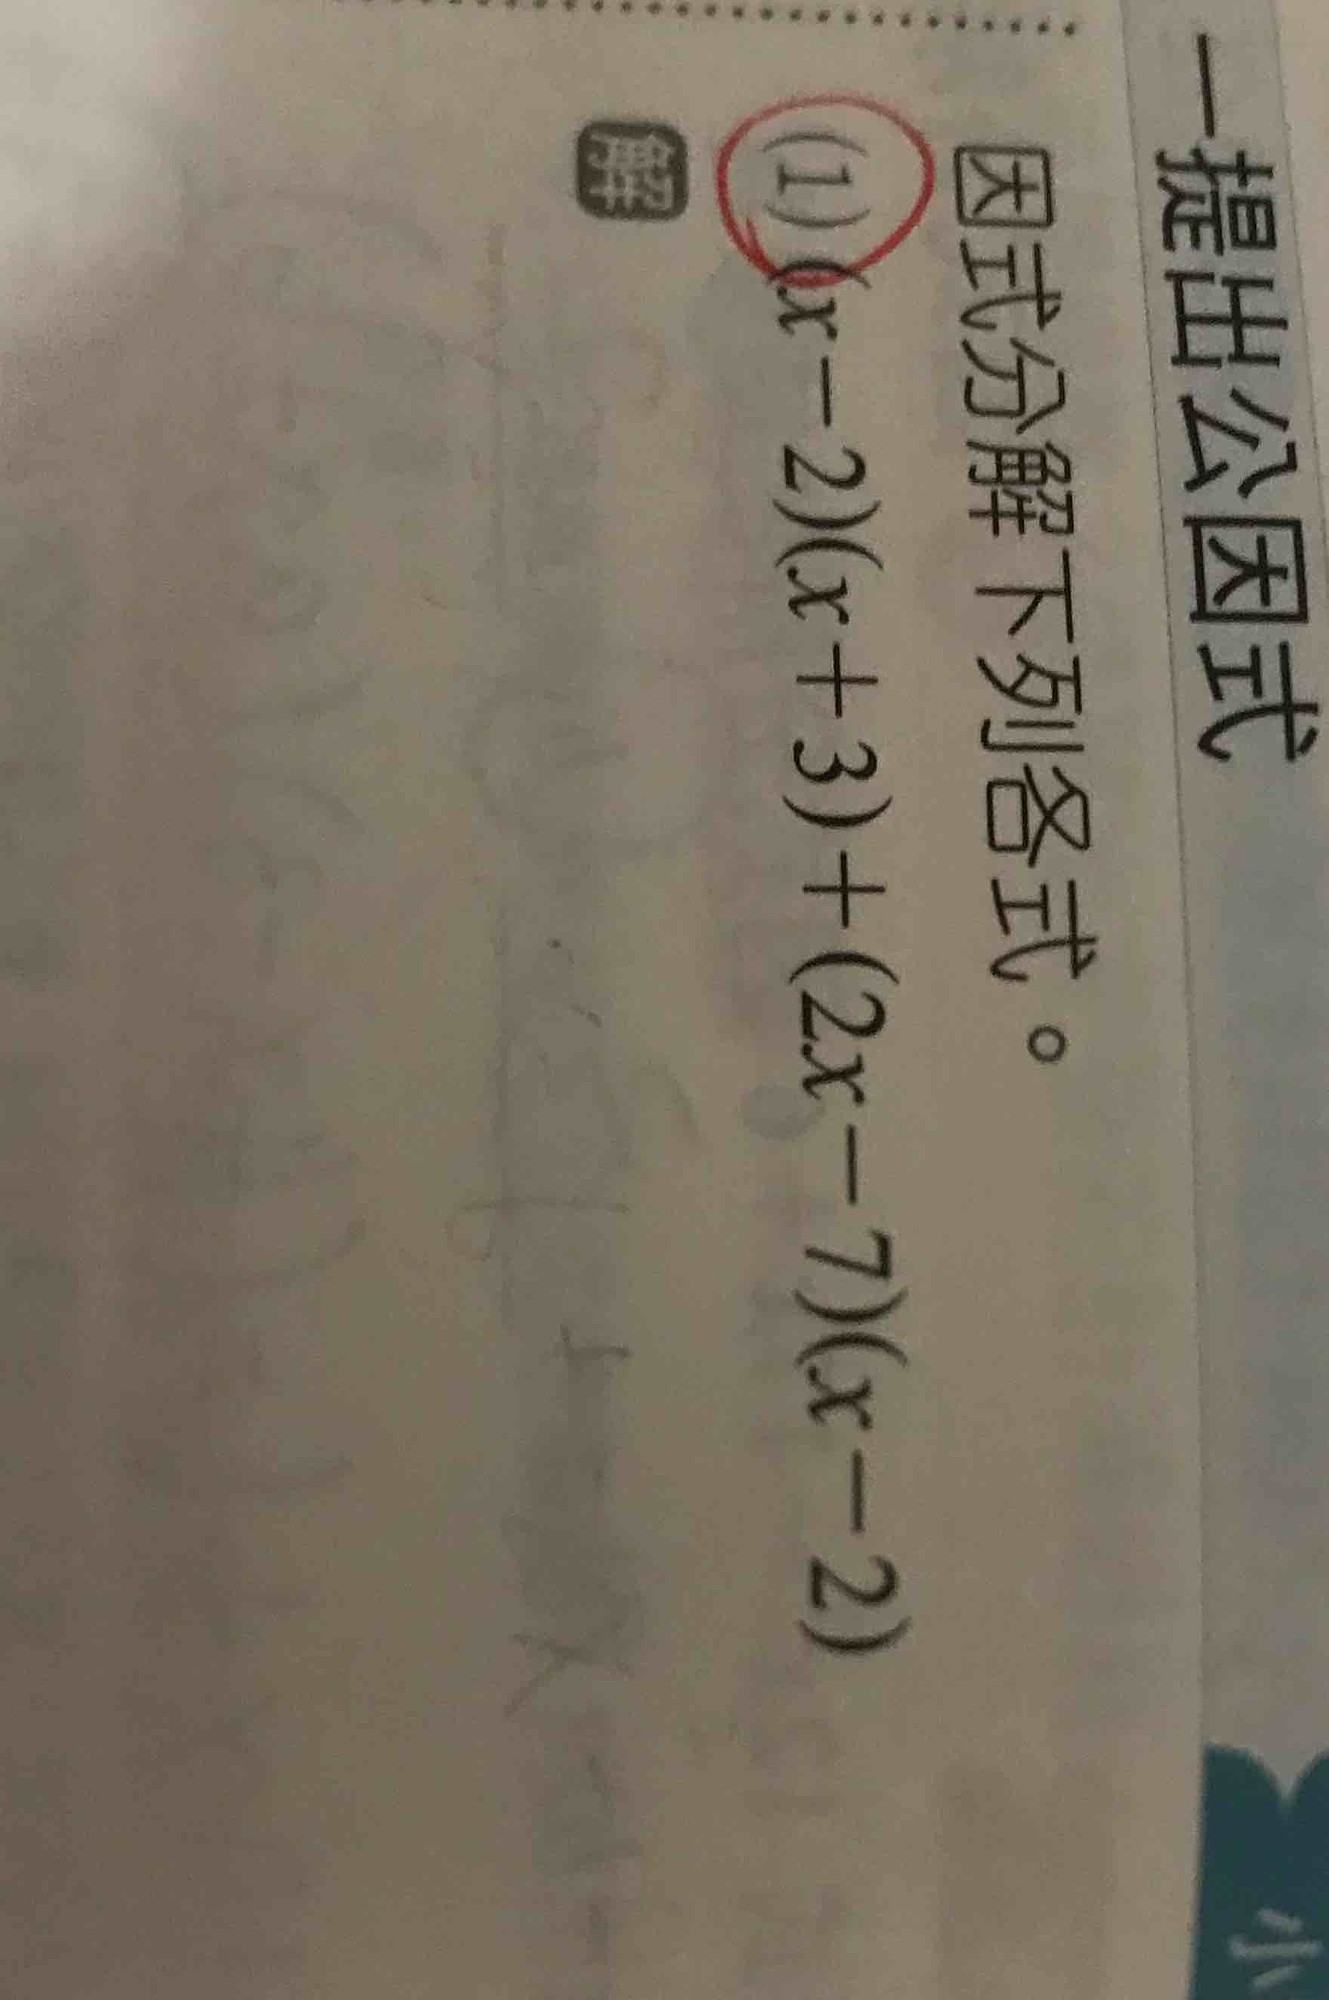 一提出公因式
小
因式分解下列各式。
(1) (x-2)(x+3)+(2x-7)(x-2)
解